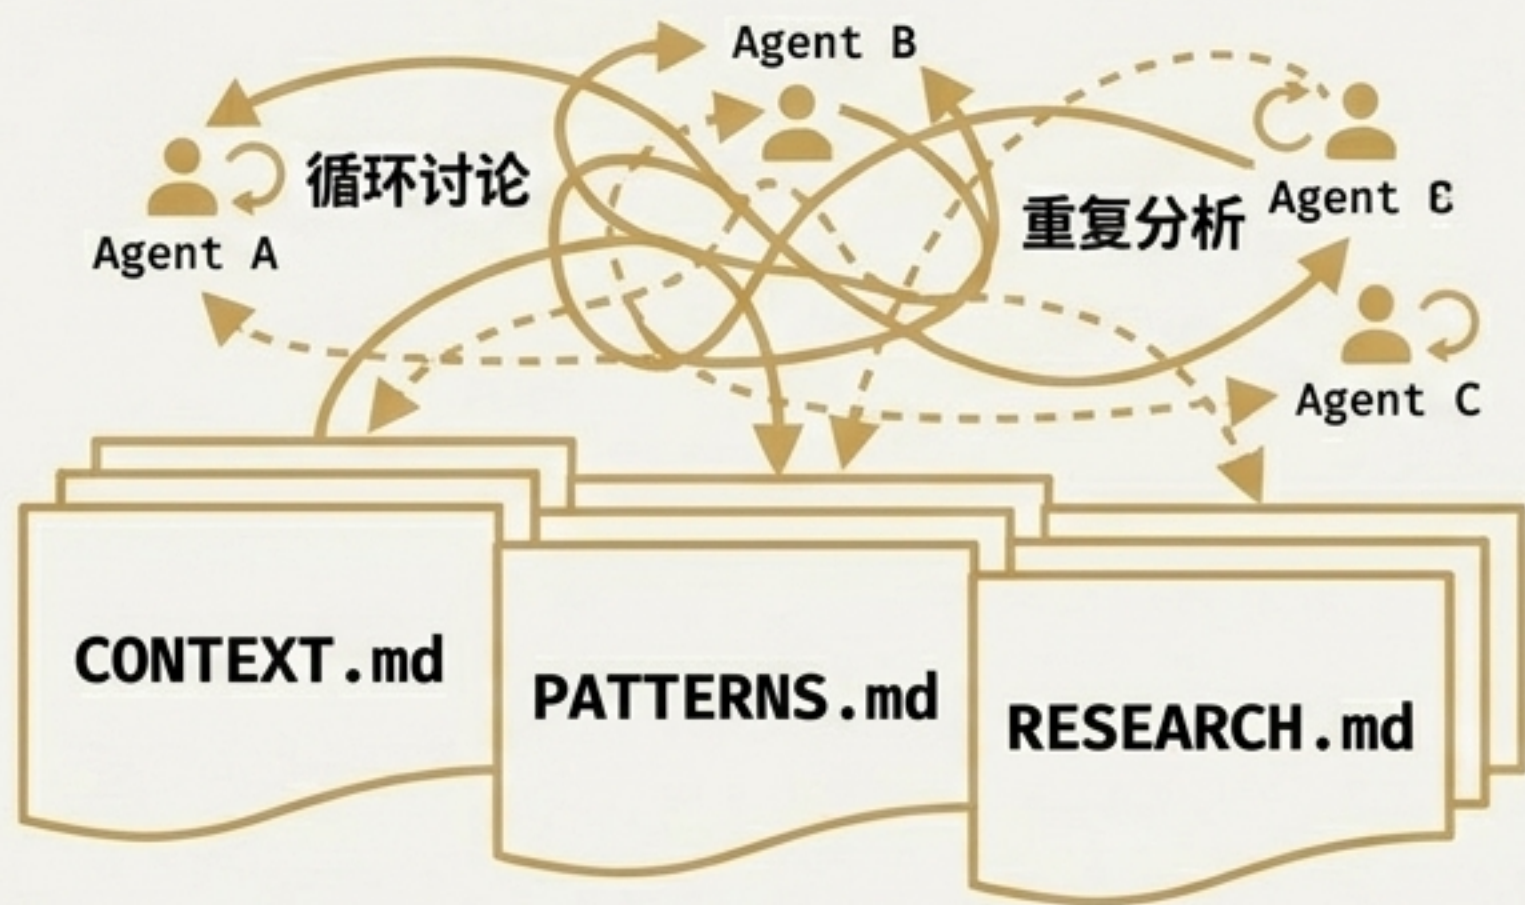 Agent B
循环讨论
Agent A
重复分析
Agent
Agent C
CONTEXT.md
PATTERNS.md
RESEARCH.md